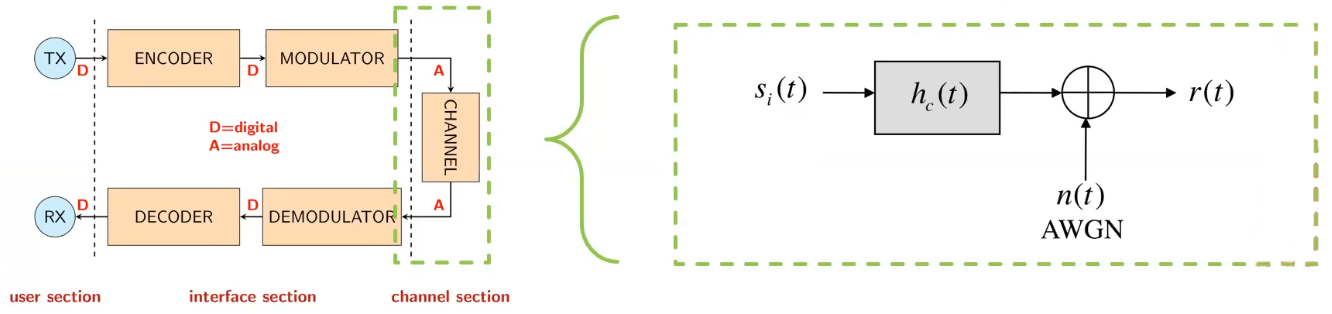 TX
D
ENCODER
D
MODULATOR
A
D=digital
A=analog
CHANNEL
RX
D
DECODER
D
DEMODULATOR
A
user section
interface section
channel section
s_i(t)
h_c(t)
r(t)
n(t)
AWGN